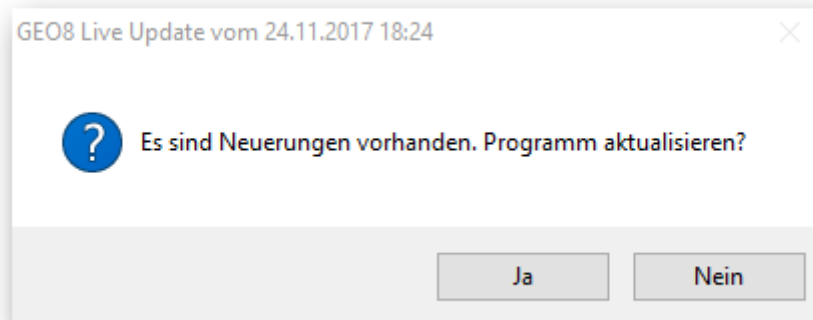 GEO8 Live Update vom 24.11.2017 18:24
Es sind Neuerungen vorhanden. Programm aktualisieren?
Ja
Nein